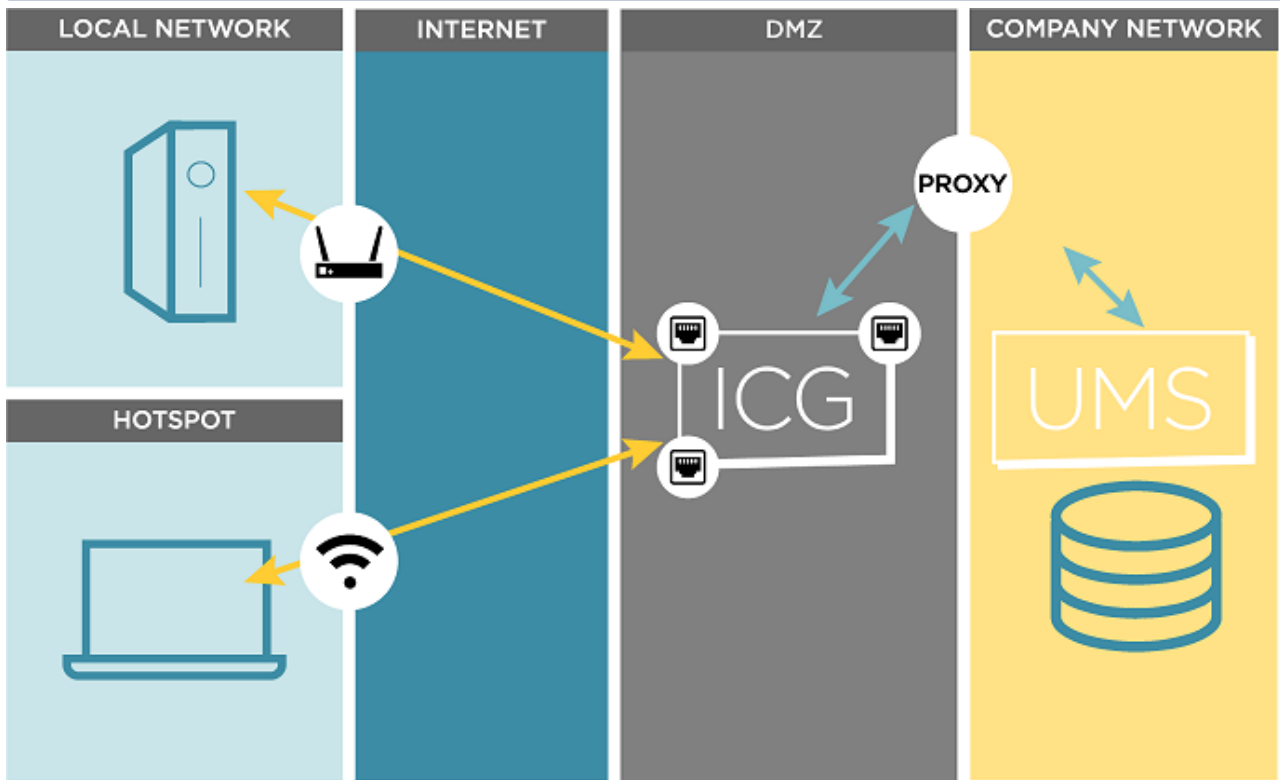 LOCAL NETWORK
INTERNET
DMZ
COMPANY NETWORK
PROXY
ICG
UMS
HOTSPOT